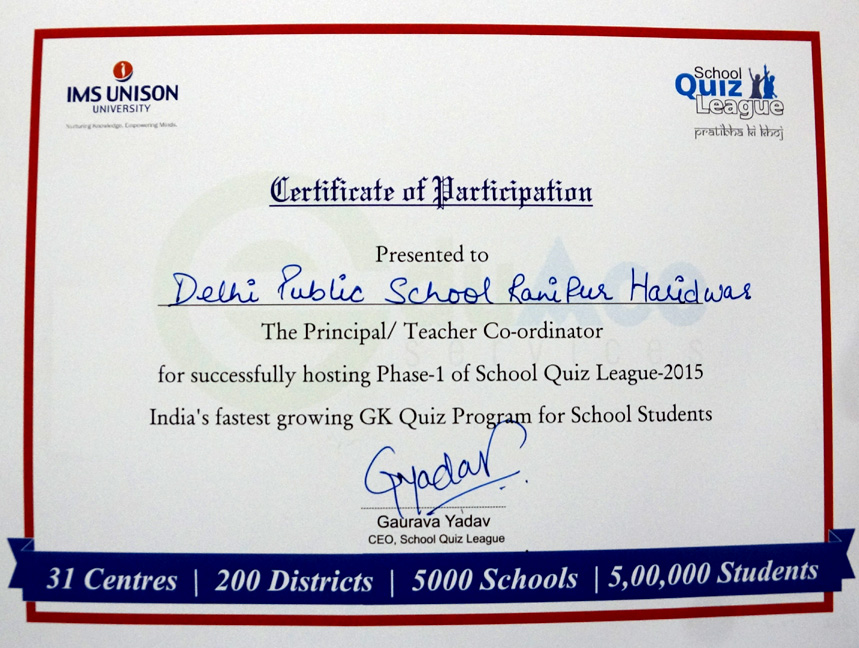 IMS UNISON
UNIVERSITY
Nurturing Knowledge. Empowering Minds.
School
Quiz
League
pratibha ki khoj
Certificate of Participation
Presented to
Delhi Public School Ranipur Haridwar
The Principal/ Teacher Co-ordinator
for successfully hosting Phase-1 of School Quiz League-2015
India's fastest growing GK Quiz Program for School Students
Gyadav
Gaurava Yadav
CEO, School Quiz League
31 Centres | 200 Districts | 5000 Schools | 5,00,000 Students